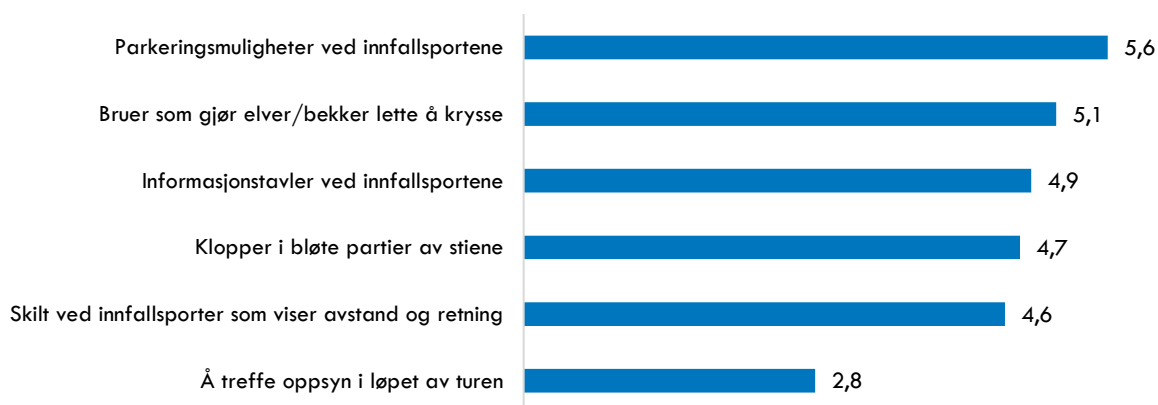 Parkeringsmuligheter ved innfallsportene 5,6
Bruer som gjør elver/bekker lette å krysse 5,1
Informasjonstavler ved innfallsportene 4,9
Klopper i bløte partier av stiene 4,7
Skilt ved innfallsporter som viser avstand og retning 4,6
Å treffe oppsyn i løpet av turen 2,8